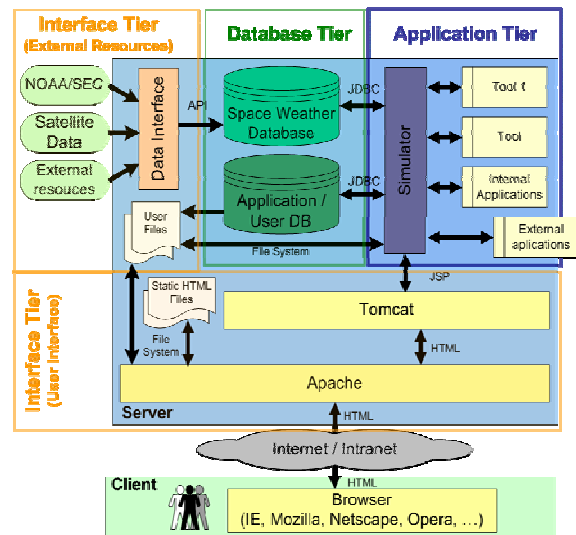 Interface Tier
(External Resources)
Database Tier
Application Tier
NOAA/SEC
Satellite
Data
External
resouces
Data Interface
API
Space Weather
Database
JDBC
Application /
User DB
JDBC
Simulator
Tool 1
Tool
Internal
Applications
External
aplications
User
Files
File System
JSP
Interface Tier
(User Interface)
Static HTML
Files
File
System
Tomcat
HTML
Apache
Server
HTML
Internet / Intranet
HTML
Client
Browser
(IE, Mozilla, Netscape, Opera, …)